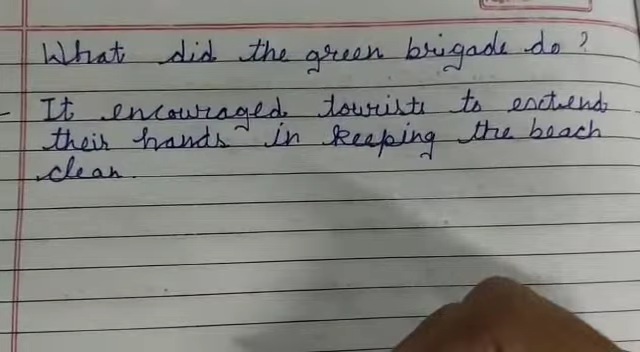 What did the green brigade do?
- It encouraged tourists to extend
their hands in keeping the beach
clean.